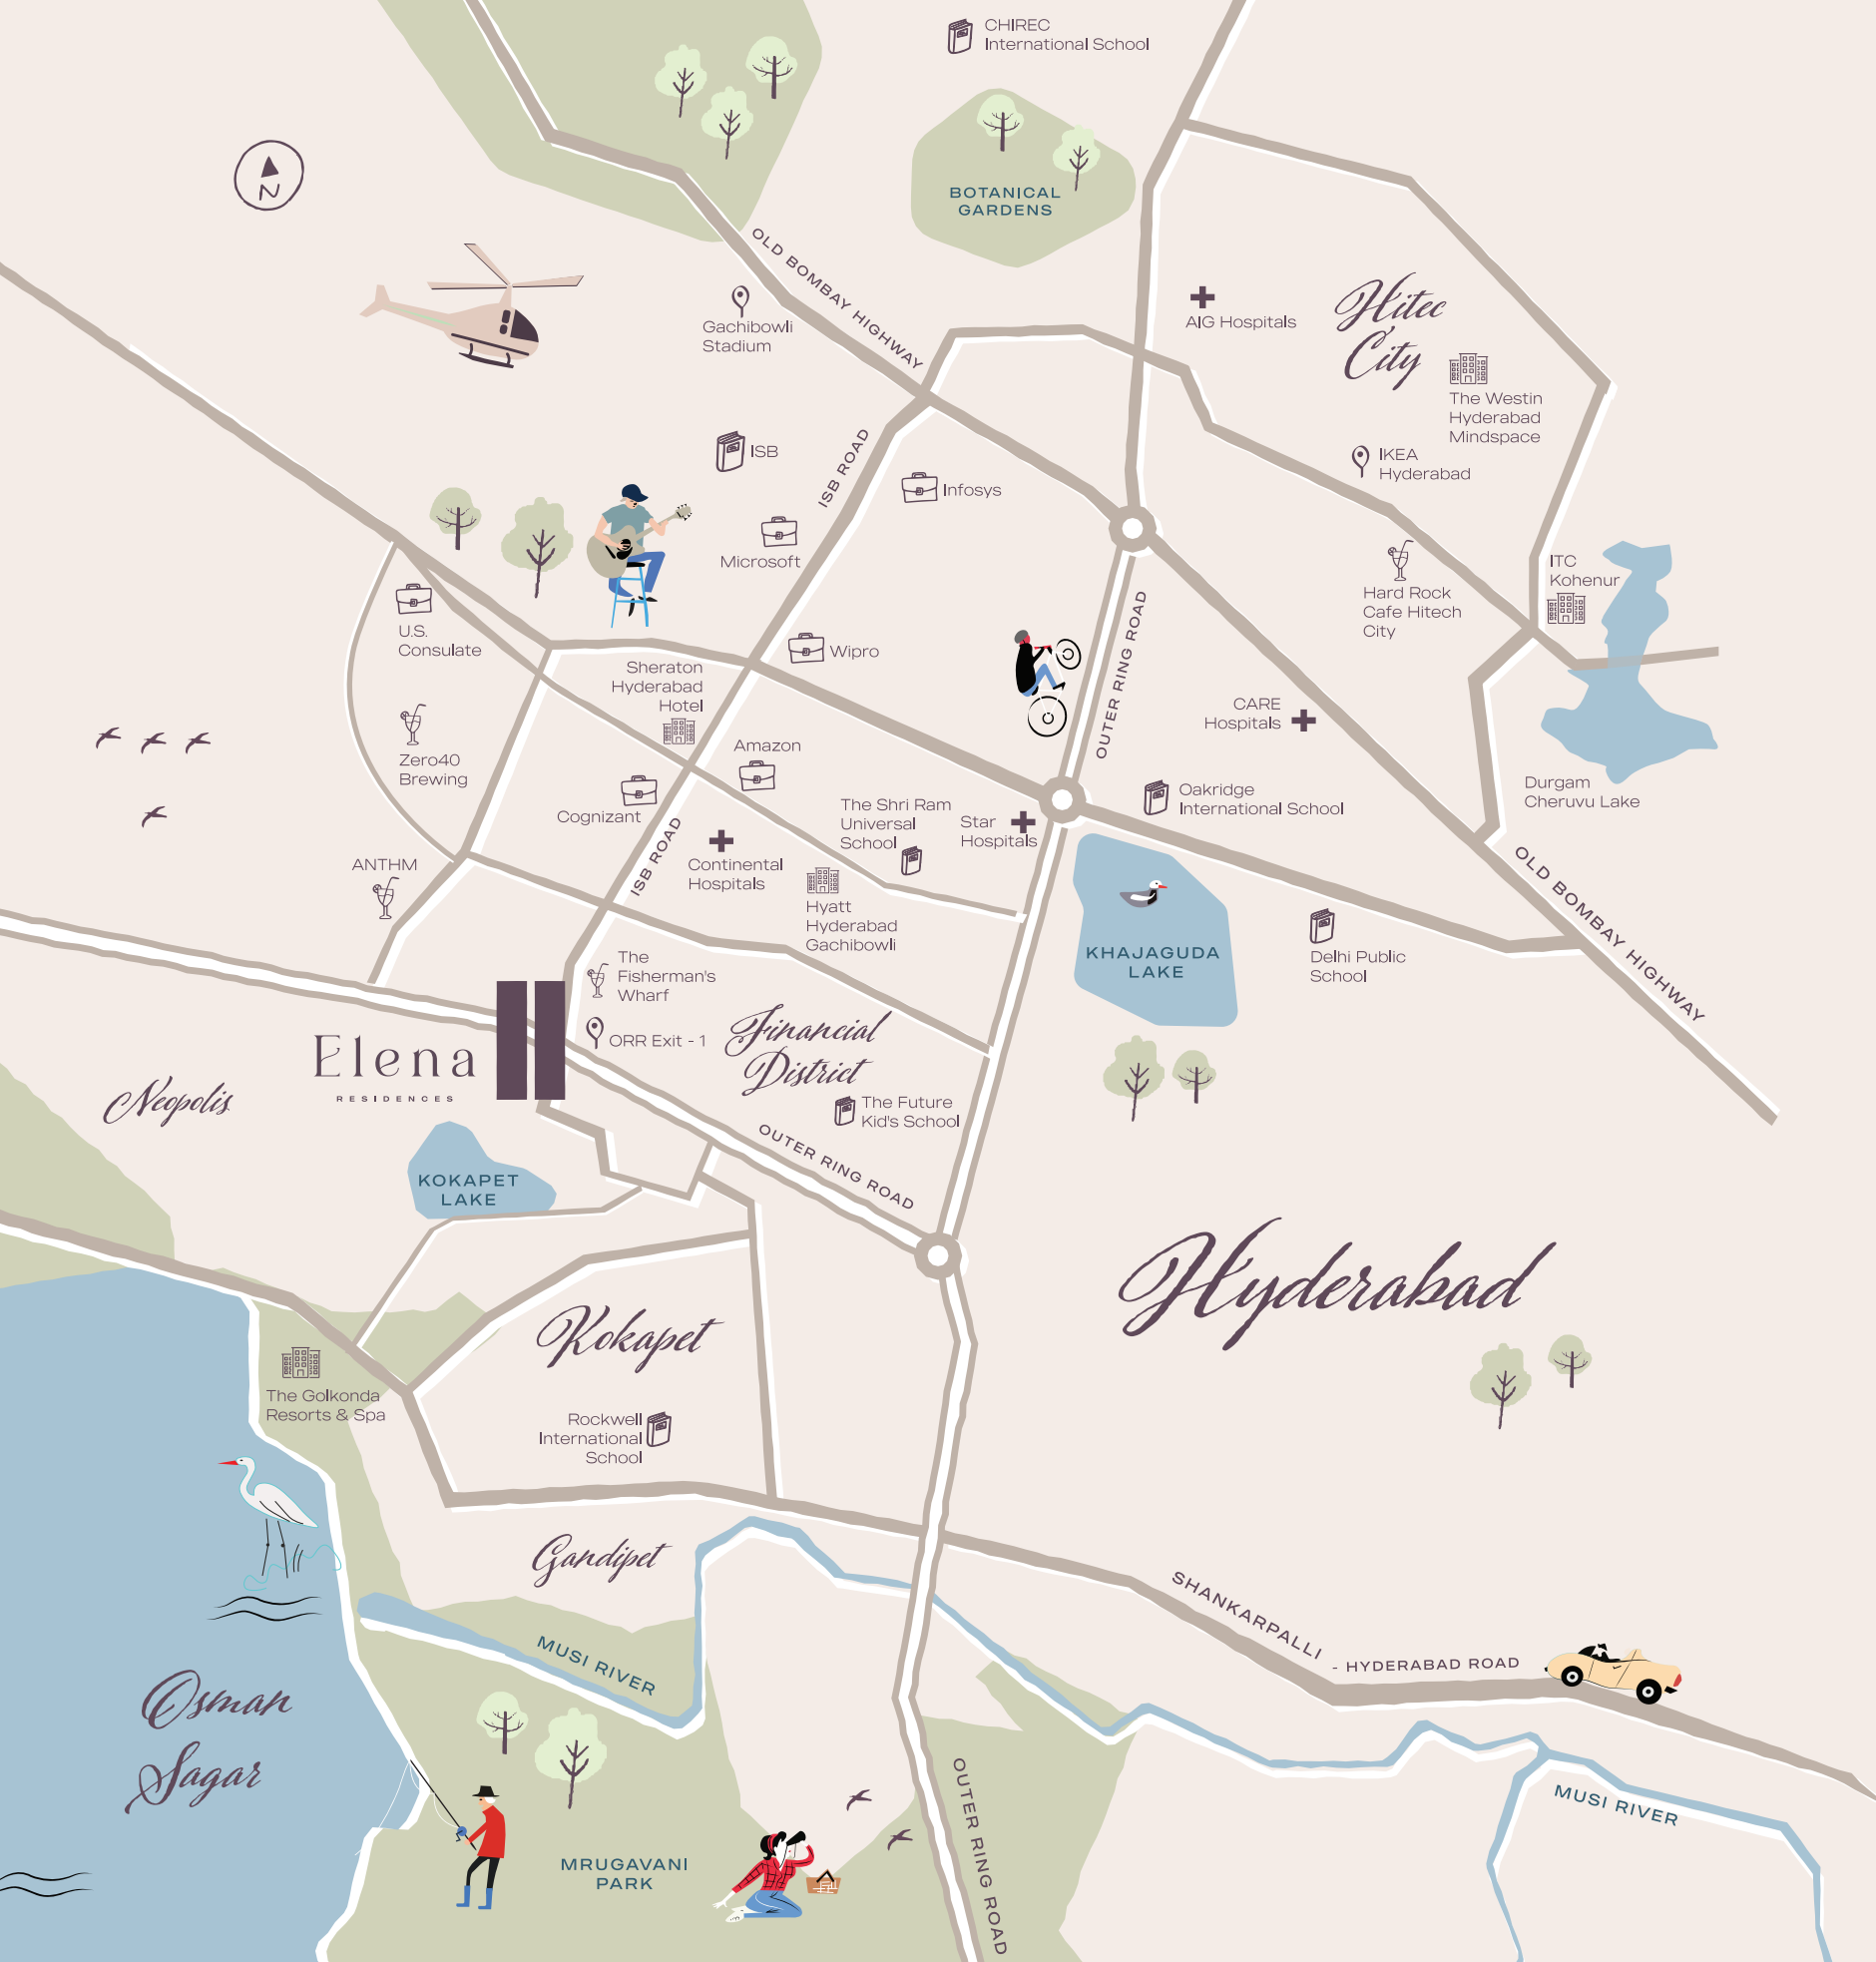 CHIREC
International School
BOTANICAL
GARDENS
N
OLD BOMBAY HIGHWAY
Gachibowli
Stadium
AIG Hospitals
Hitec
City
The Westin
Hyderabad
Mindspace
IKEA
Hyderabad
ISB
ISB ROAD
Infosys
Microsoft
ITC
Kohenur
Hard Rock
Cafe Hitech
City
U.S.
Consulate
Wipro
OUTER RING ROAD
Sheraton
Hyderabad
Hotel
CARE
Hospitals
Zero40
Brewing
Amazon
Cognizant
The Shri Ram
Universal
School
Star
Hospitals
Oakridge
International School
Durgam
Cheruvu Lake
ISB ROAD
ANTHM
Continental
Hospitals
Hyatt
Hyderabad
Gachibowli
OLD BOMBAY HIGHWAY
KHAJAGUDA
LAKE
Delhi Public
School
The
Fisherman's
Wharf
ORR Exit - 1
Financial
District
Elena
RESIDENCES
Neopolis
The Future
Kid's School
OUTER RING ROAD
KOKAPET
LAKE
Hyderabad
Kokapet
The Golkonda
Resorts & Spa
Rockwell
International
School
Gandipet
SHANKARPALLI
- HYDERABAD ROAD
MUSI RIVER
Osman
Sagar
MUSI RIVER
OUTER RING ROAD
MRUGAVANI
PARK